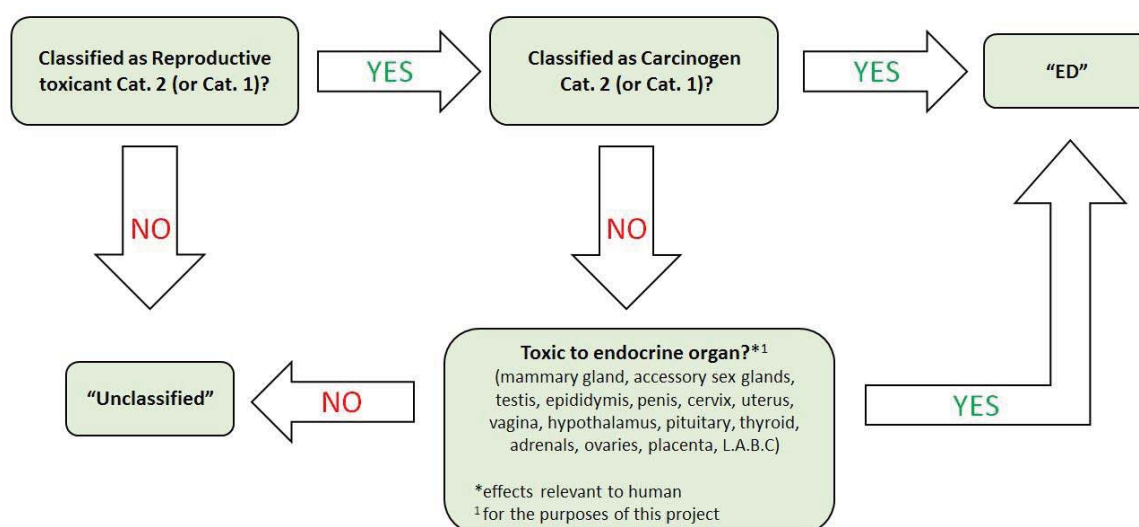 Classified as Reproductive
toxicant Cat. 2 (or Cat. 1)?
YES
Classified as Carcinogen
Cat. 2 (or Cat. 1)?
YES
“ED”
NO
NO
“Unclassified”
NO
Toxic to endocrine organ?*¹
(mammary gland, accessory sex glands,
testis, epididymis, penis, cervix, uterus,
vagina, hypothalamus, pituitary, thyroid,
adrenals, ovaries, placenta, L.A.B.C)
*effects relevant to human
¹ for the purposes of this project
YES